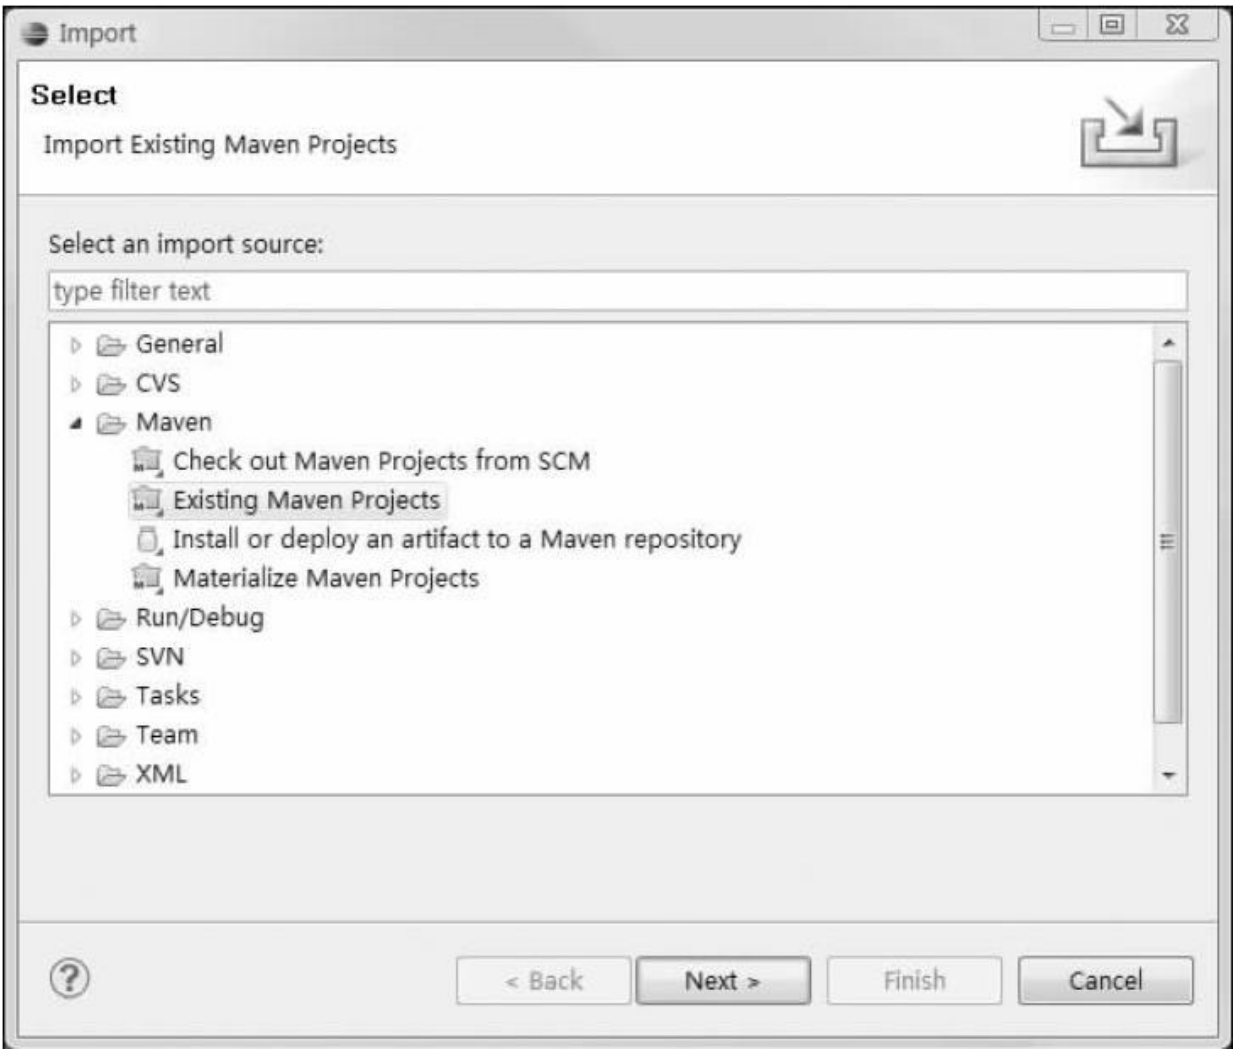 Import
Select
Import Existing Maven Projects
Select an import source:
type filter text
General
CVS
Maven
Check out Maven Projects from SCM
Existing Maven Projects
Install or deploy an artifact to a Maven repository
Materialize Maven Projects
Run/Debug
SVN
Tasks
Team
XML
?
< Back Next > Finish Cancel